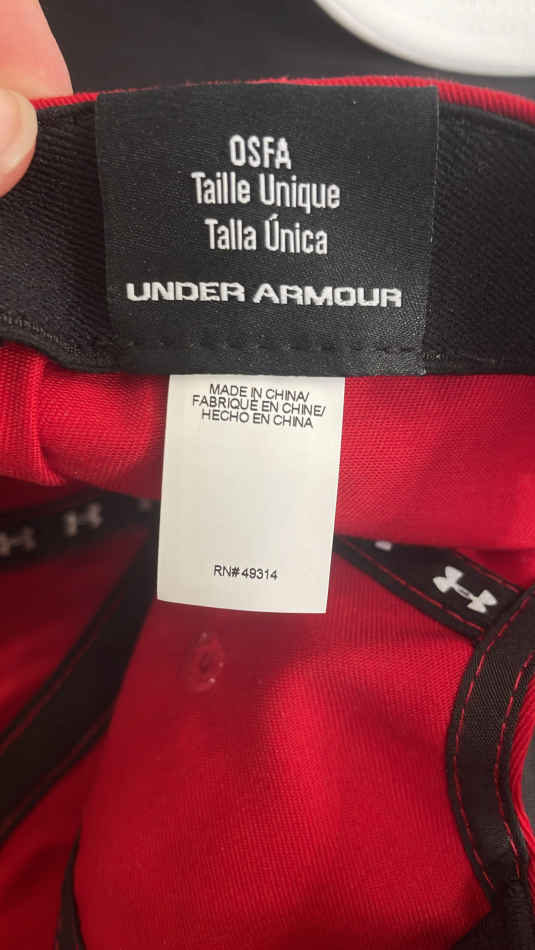 OSFA
Taille Unique
Talla Única
UNDER ARMOUR
MADE IN CHINA/
FABRIQUÉ EN CHINE/
HECHO EN CHINA
RN# 49314